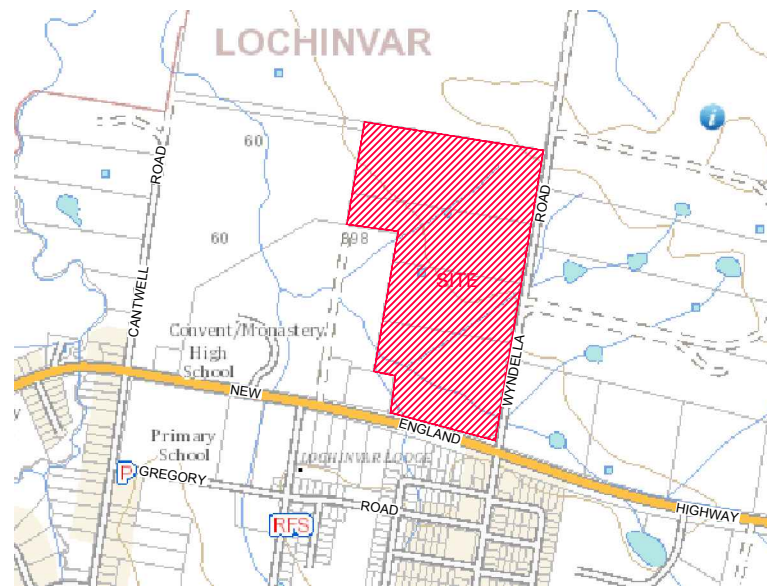 LOCHINVAR
i
60
ROAD
ROAD
60
898
SITE
CANTWELL
Convent/Monastery
High
School
WYNDELLA
NEW
ENGLAND
Primary
School
LOCHINVAR LODGE
P
GREGORY
ROAD
HIGHWAY
RFS